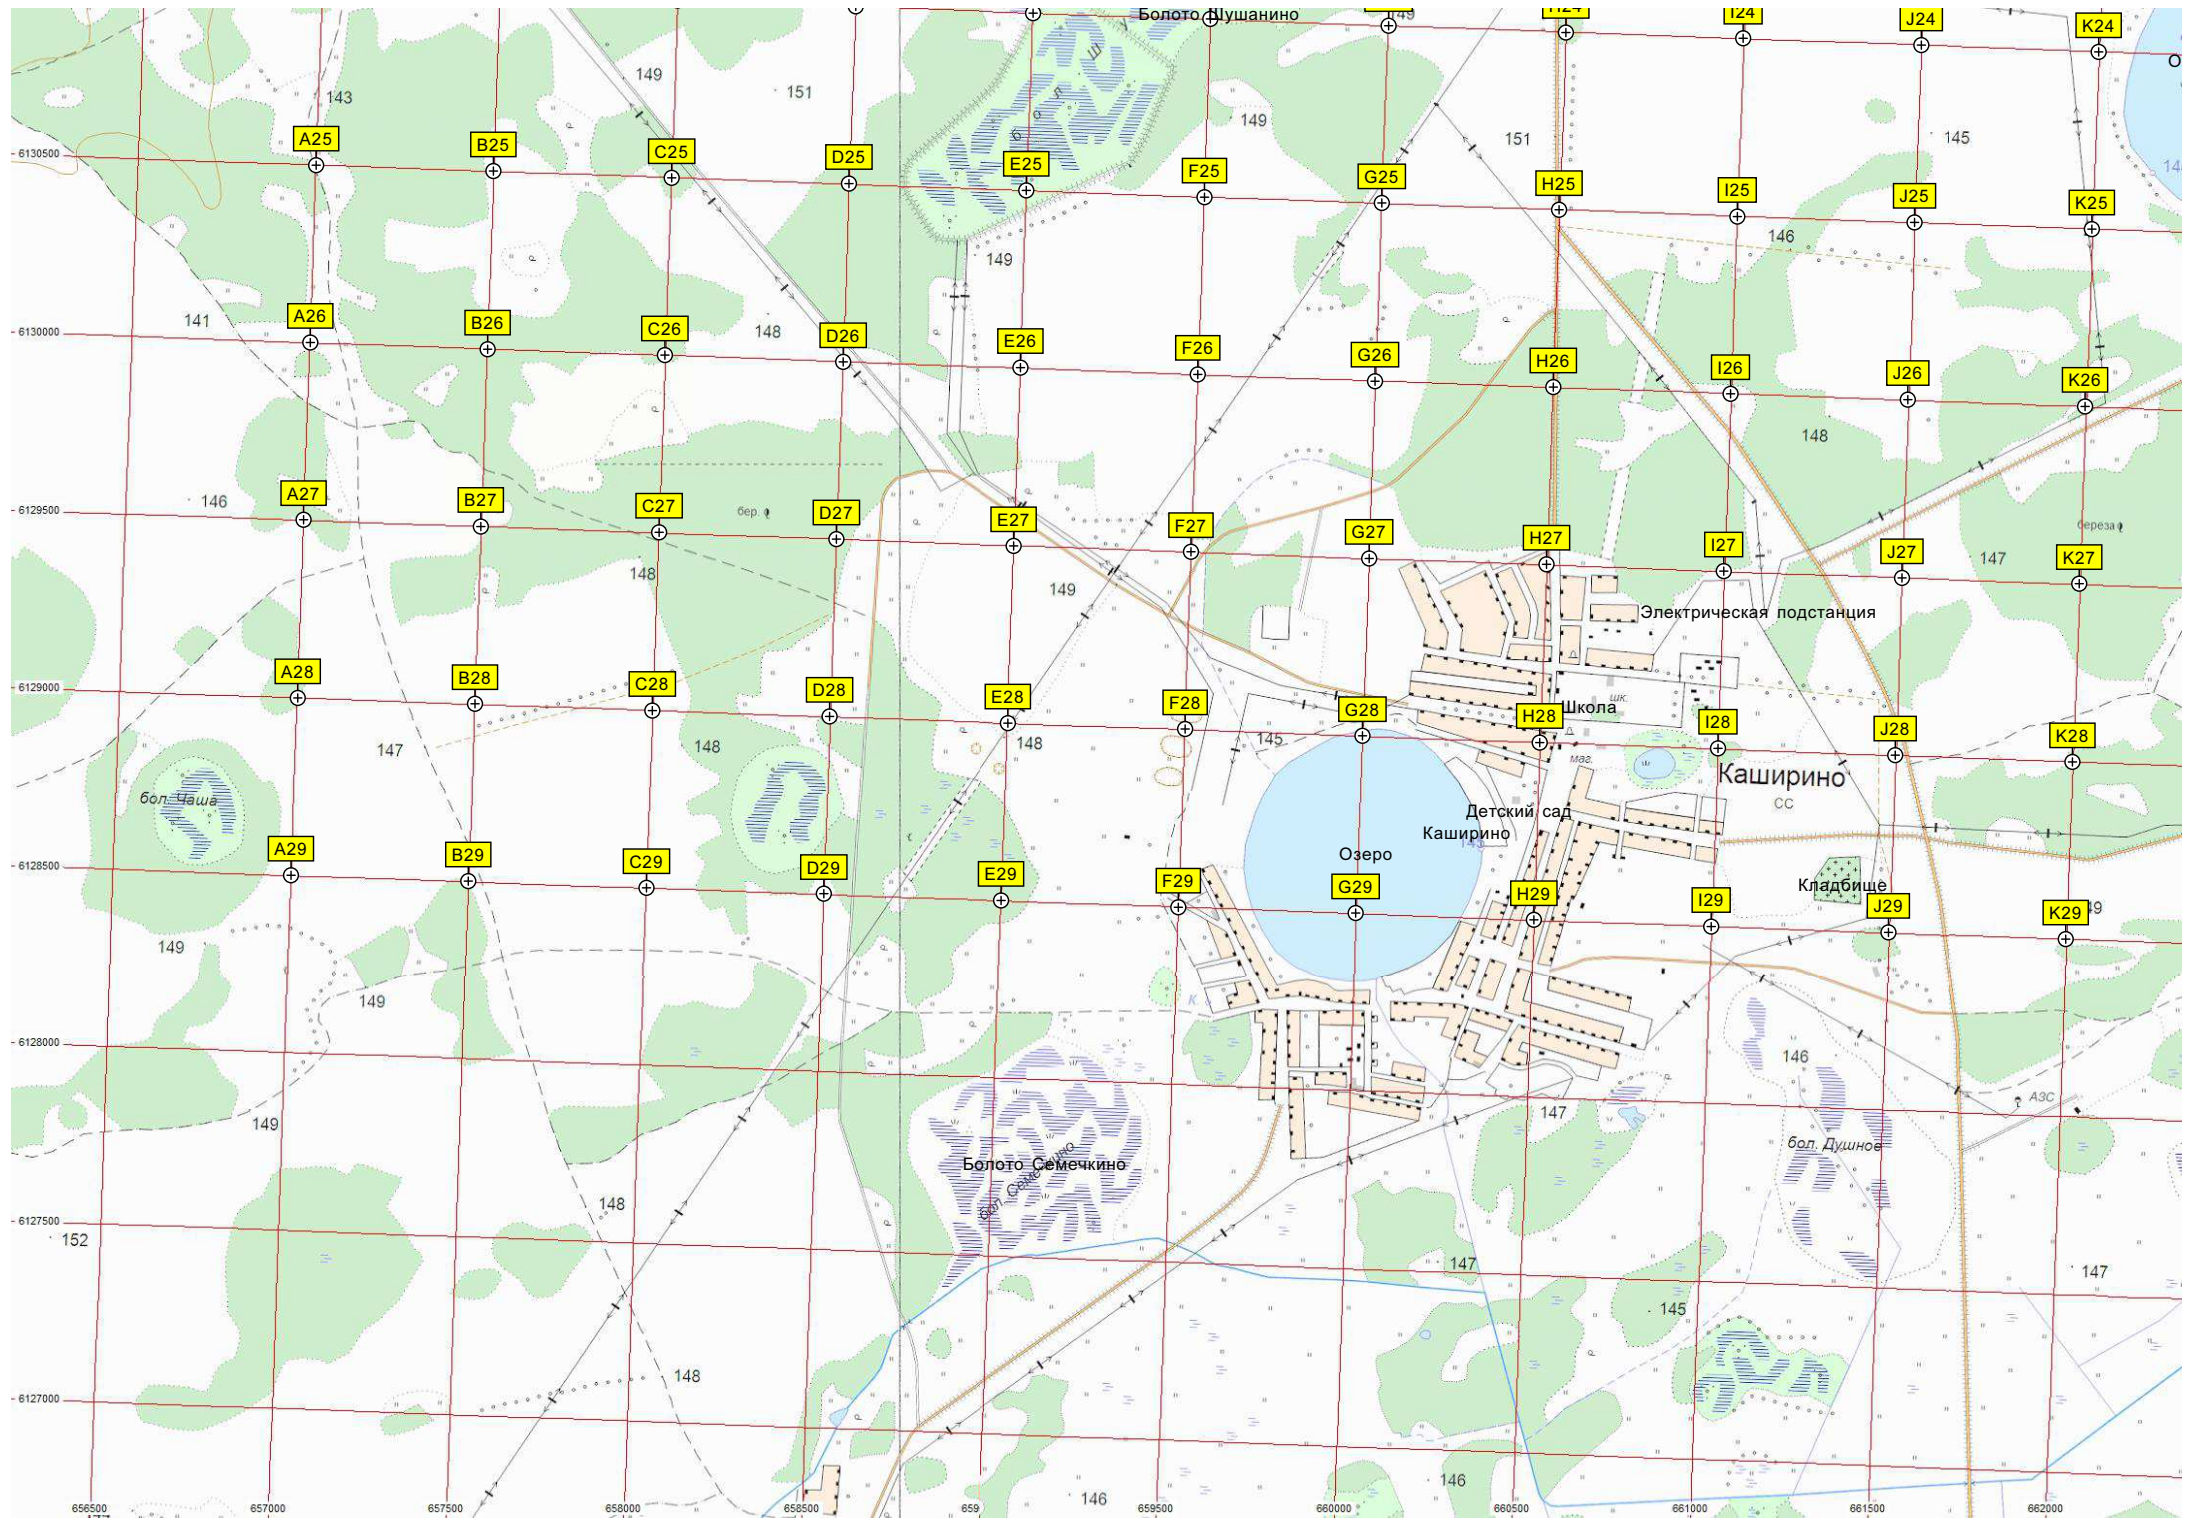 Болото Шушанино
149
H24
I24
J24
K24
О
149
143
151
149
151
145
A25
B25
C25
D25
E25
F25
G25
H25
I25
J25
K25
6130500
149
146
141
148
A26
B26
C26
D26
E26
F26
G26
H26
I26
J26
K26
6130000
148
146
бер.
береза
A27
B27
C27
D27
E27
F27
G27
H27
I27
J27
K27
6129500
147
148
149
Электрическая подстанция
A28
B28
C28
D28
E28
F28
G28
H28
I28
J28
K28
6129000
шк.
Школа
147
148
148
145
маг.
Каширино
СС
бол. Чаша
Детский сад
Каширино
145
Озеро
Кладбище
A29
B29
C29
D29
E29
F29
G29
H29
I29
J29
K29
6128500
149
149
К.
6128000
146
АЗС
149
147
бол. Душное
Болото Семечкино
бол. Семечкино
148
6127500
152
147
147
145
148
6127000
146
146
656500
657000
657500
658000
658500
659
659500
660000
660500
661000
661500
662000